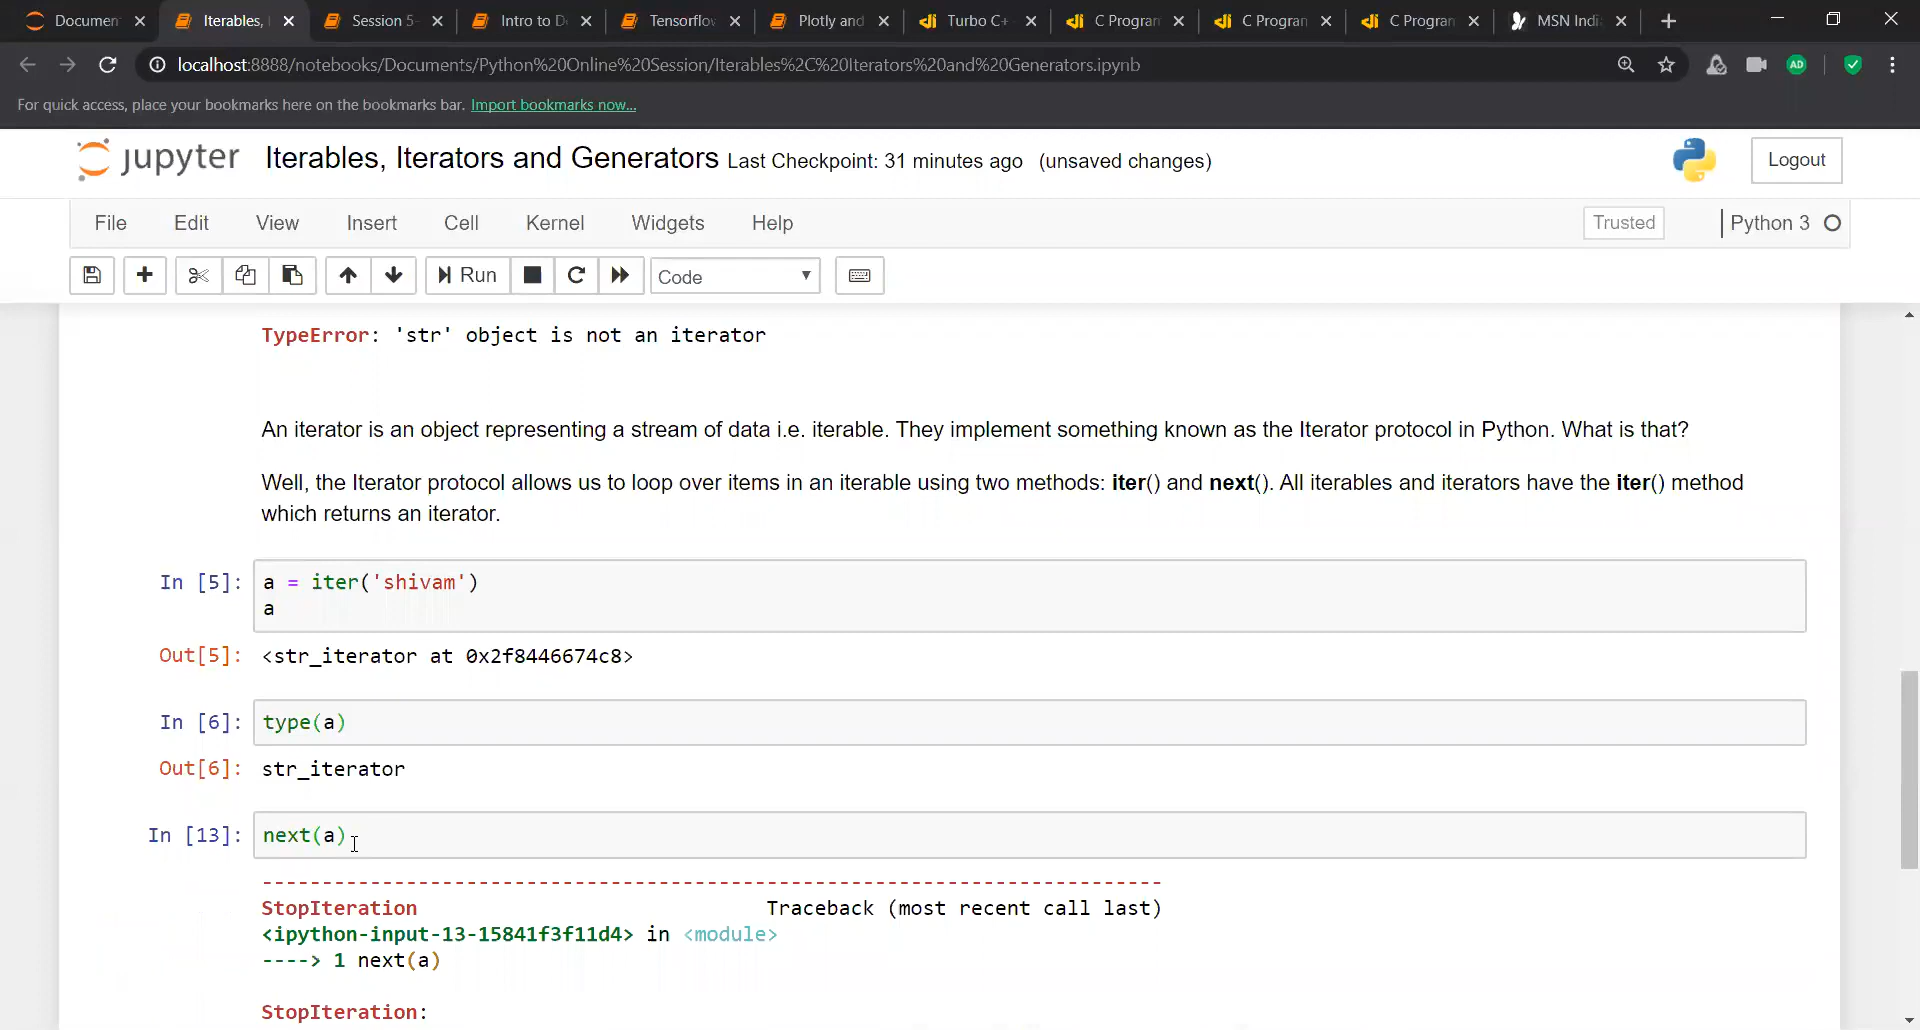 Documen
Iterables,
Session 5-
Intro to D
Tensorflow
Plotly and
Turbo C+
C Program
C Program
C Program
MSN Indi
localhost:8888/notebooks/Documents/Python%20Online%20Session/Iterables%2C%20Iterators%20and%20Generators.ipynb
AD
For quick access, place your bookmarks here on the bookmarks bar. Import bookmarks now...
jupyter Iterables, Iterators and Generators Last Checkpoint: 31 minutes ago (unsaved changes)
Logout
File Edit View Insert Cell Kernel Widgets Help
Trusted
Python 3
Run
Code
TypeError: 'str' object is not an iterator
An iterator is an object representing a stream of data i.e. iterable. They implement something known as the Iterator protocol in Python. What is that?
Well, the Iterator protocol allows us to loop over items in an iterable using two methods: iter() and next(). All iterables and iterators have the iter() method
which returns an iterator.
In [5]: a = iter('shivam')
a
Out[5]: <str_iterator at 0x2f8446674c8>
In [6]: type(a)
Out[6]: str_iterator
In [13]: next(a)
---------------------------------------------------------------------------
StopIteration Traceback (most recent call last)
<ipython-input-13-15841f3f11d4> in <module>
----> 1 next(a)
StopIteration: